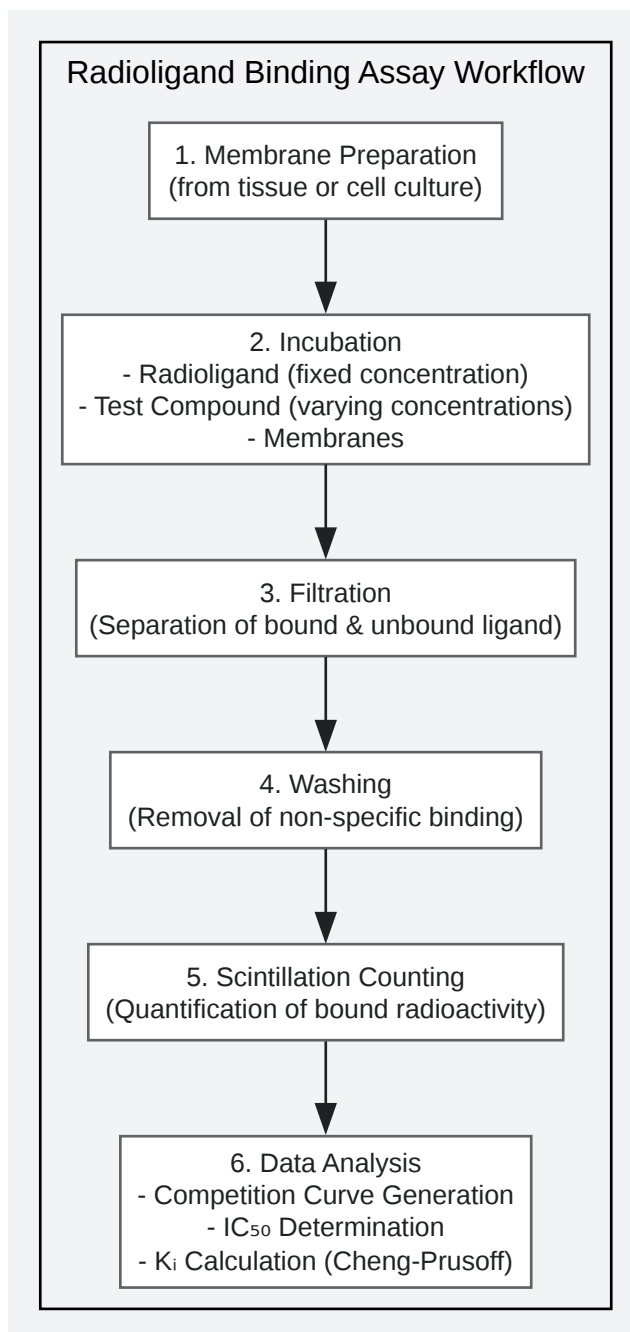 Radioligand Binding Assay Workflow
1. Membrane Preparation
(from tissue or cell culture)
2. Incubation
- Radioligand (fixed concentration)
- Test Compound (varying concentrations)
- Membranes
3. Filtration
(Separation of bound & unbound ligand)
4. Washing
(Removal of non-specific binding)
5. Scintillation Counting
(Quantification of bound radioactivity)
6. Data Analysis
- Competition Curve Generation
- IC₅₀ Determination
- Kᵢ Calculation (Cheng-Prusoff)